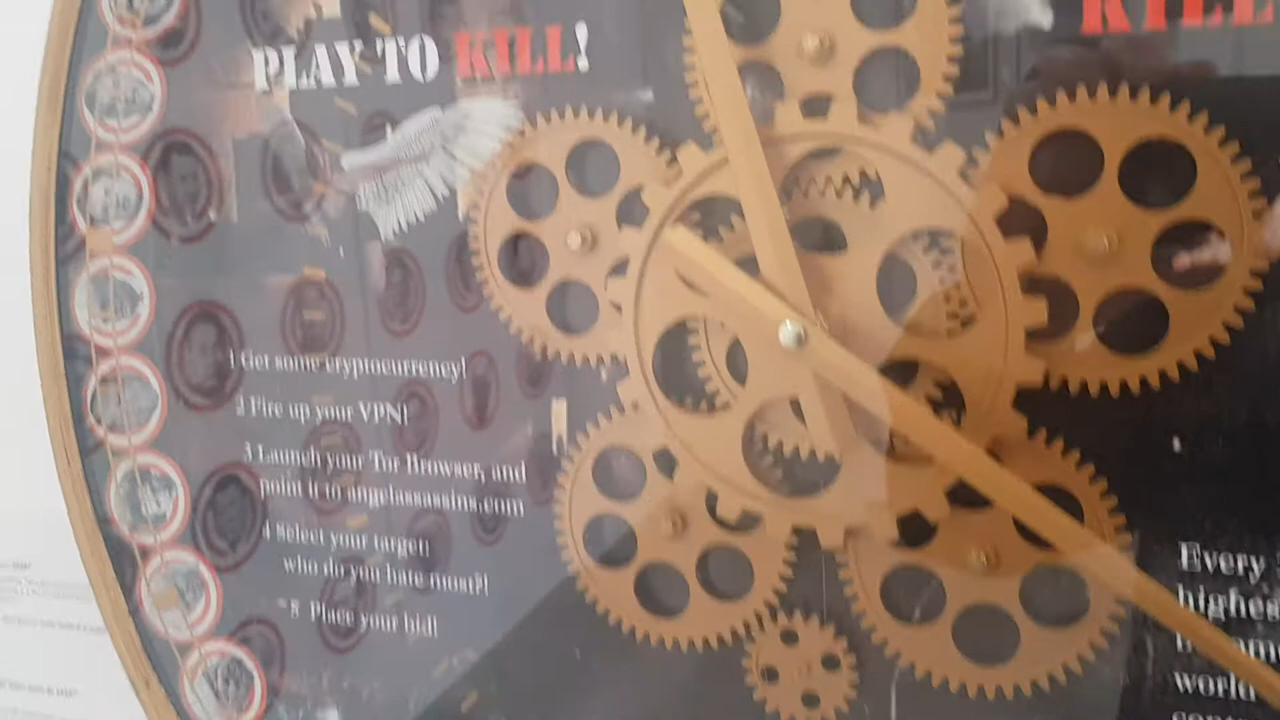 PLAY TO KILL!
KILL
1 Get some cryptocurrency!
2 Fire up your VPN!
3 Launch your Tor Browser, and
point it to angelassassins.com
4 Select your target:
who do you hate most?!
5 Place your bid!
Every
highes
world